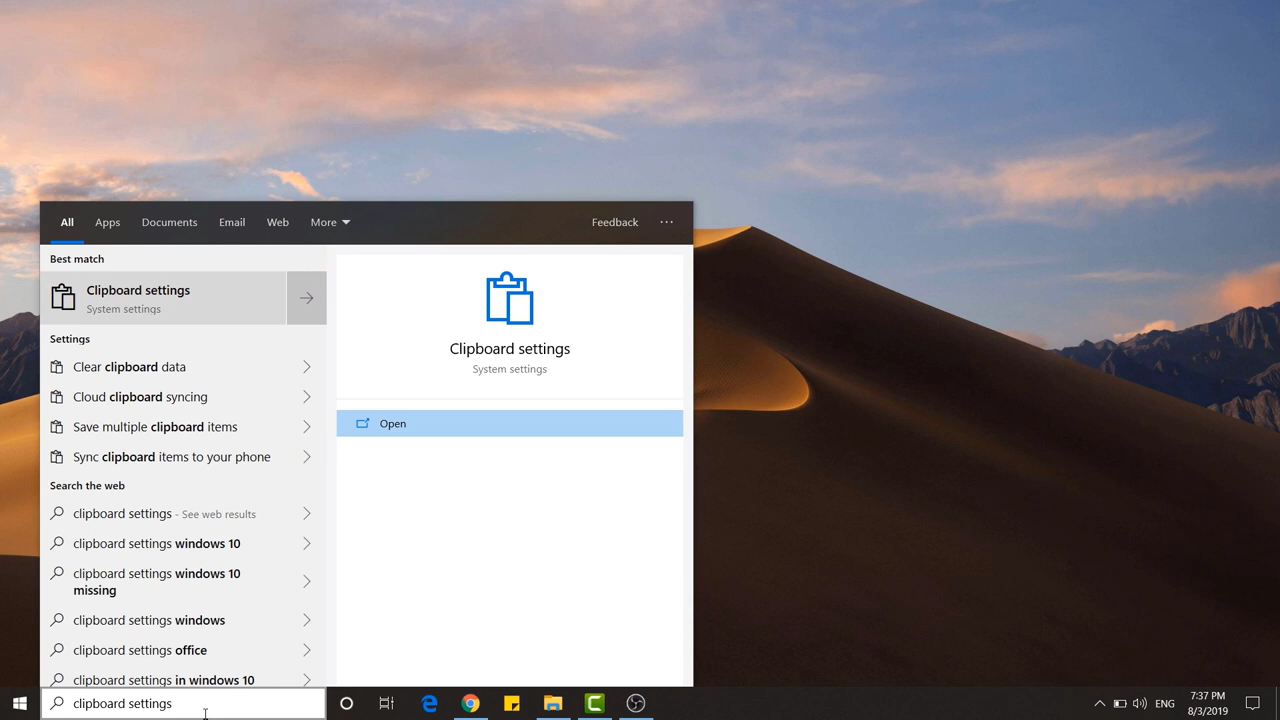 All Apps Documents Email Web More Feedback ...
Best match
Clipboard settings
System settings
Settings
Clear clipboard data
Cloud clipboard syncing
Save multiple clipboard items
Sync clipboard items to your phone
Search the web
clipboard settings - See web results
clipboard settings windows 10
clipboard settings windows 10
missing
clipboard settings windows
clipboard settings office
clipboard settings in windows 10
Clipboard settings
System settings
Open
clipboard settings
ENG
7:37 PM
8/3/2019